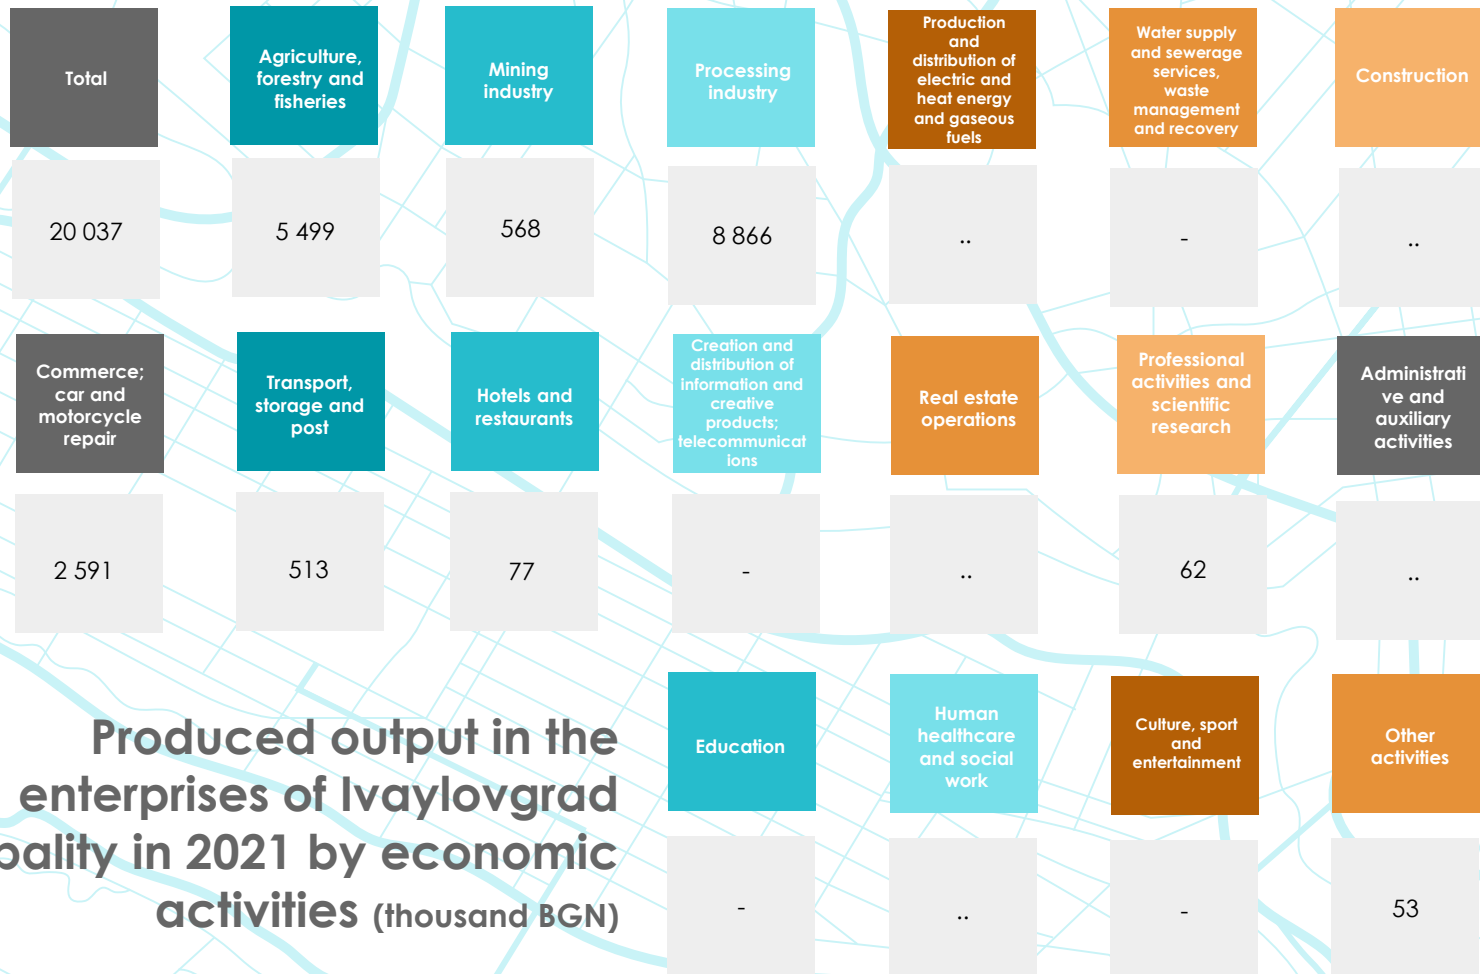 Total
Agriculture,
forestry and
fisheries
Mining
industry
Processing
industry
Production
and
distribution of
electric and
heat energy
and gaseous
fuels
Water supply
and sewerage
services,
waste
management
and recovery
Construction
20 037
5 499
568
8 866
..
-
..
Commerce;
car and
motorcycle
repair
Transport,
storage and
post
Hotels and
restaurants
Creation and
distribution of
information and
creative
products;
telecommunicat
ions
Real estate
operations
Professional
activities and
scientific
research
Administrati
ve and
auxiliary
activities
2 591
513
77
-
..
62
..
Education
Human
healthcare
and social
work
Culture, sport
and
entertainment
Other
activities
-
..
-
53
Produced output in the
enterprises of Ivaylovgrad
pality in 2021 by economic
activities (thousand BGN)